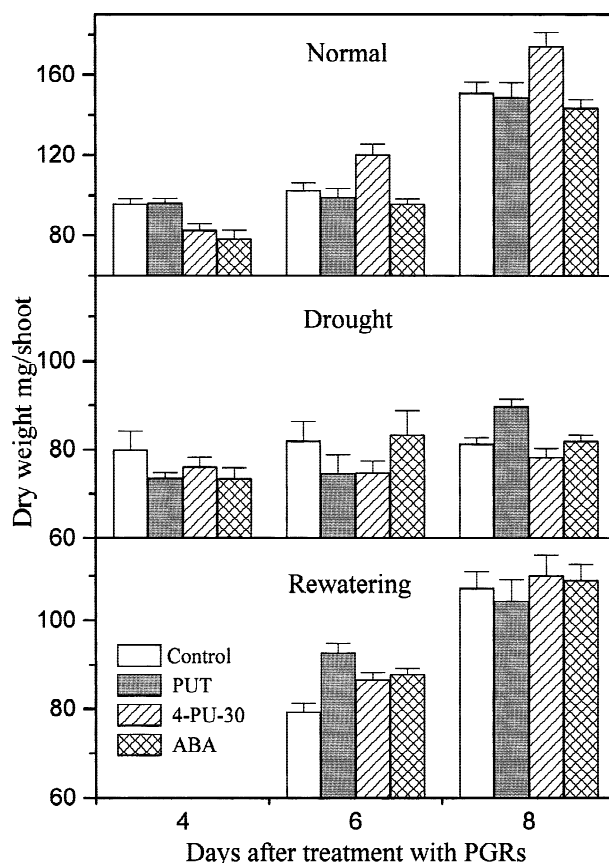 Normal
160
120
80
Drought
100
80
60
Rewatering
100
80
60
Control
PUT
4-PU-30
ABA
4 6 8
Days after treatment with PGRs
Dry weight mg/shoot